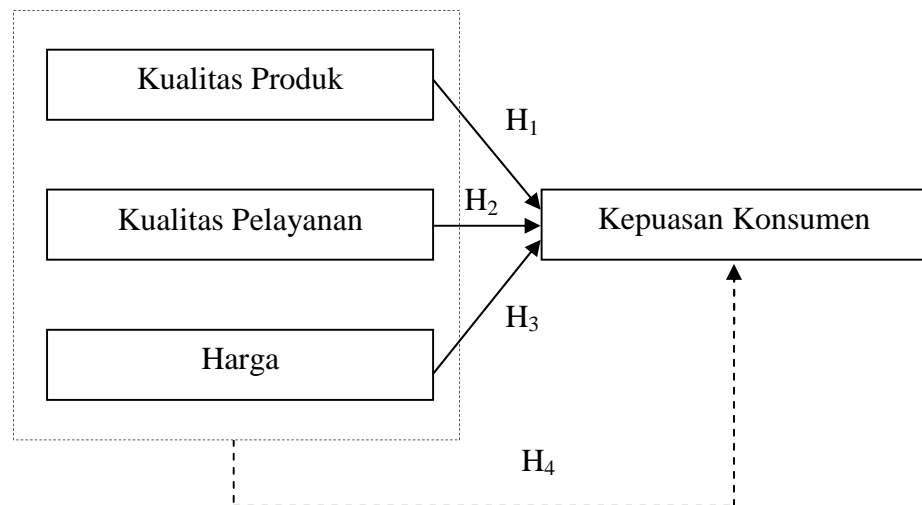 Kualitas Produk
H₁
Kualitas Pelayanan
H₂
Kepuasan Konsumen
H₃
Harga
H₄